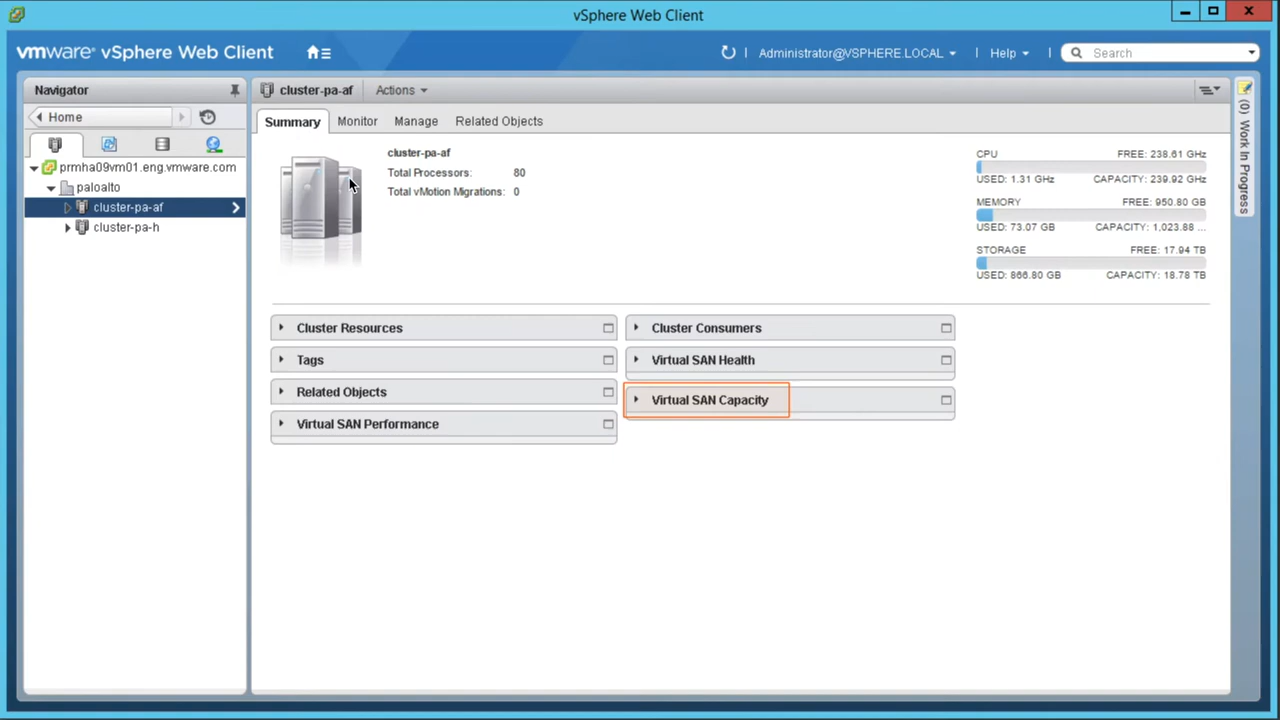 vSphere Web Client
vmware® vSphere Web Client
Administrator@VSPHERE.LOCAL
Help
Search
Navigator
Home
prmha09vm01.eng.vmware.com
paloalto
cluster-pa-af
cluster-pa-h
cluster-pa-af
Actions
Summary Monitor Manage Related Objects
cluster-pa-af
Total Processors: 80
Total vMotion Migrations: 0
CPU FREE: 238.61 GHz
USED: 1.31 GHz CAPACITY: 239.92 GHz
MEMORY FREE: 950.80 GB
USED: 73.07 GB CAPACITY: 1,023.88 ...
STORAGE FREE: 17.94 TB
USED: 866.80 GB CAPACITY: 18.78 TB
Cluster Resources
Tags
Related Objects
Virtual SAN Performance
Cluster Consumers
Virtual SAN Health
Virtual SAN Capacity
(0) Work In Progress